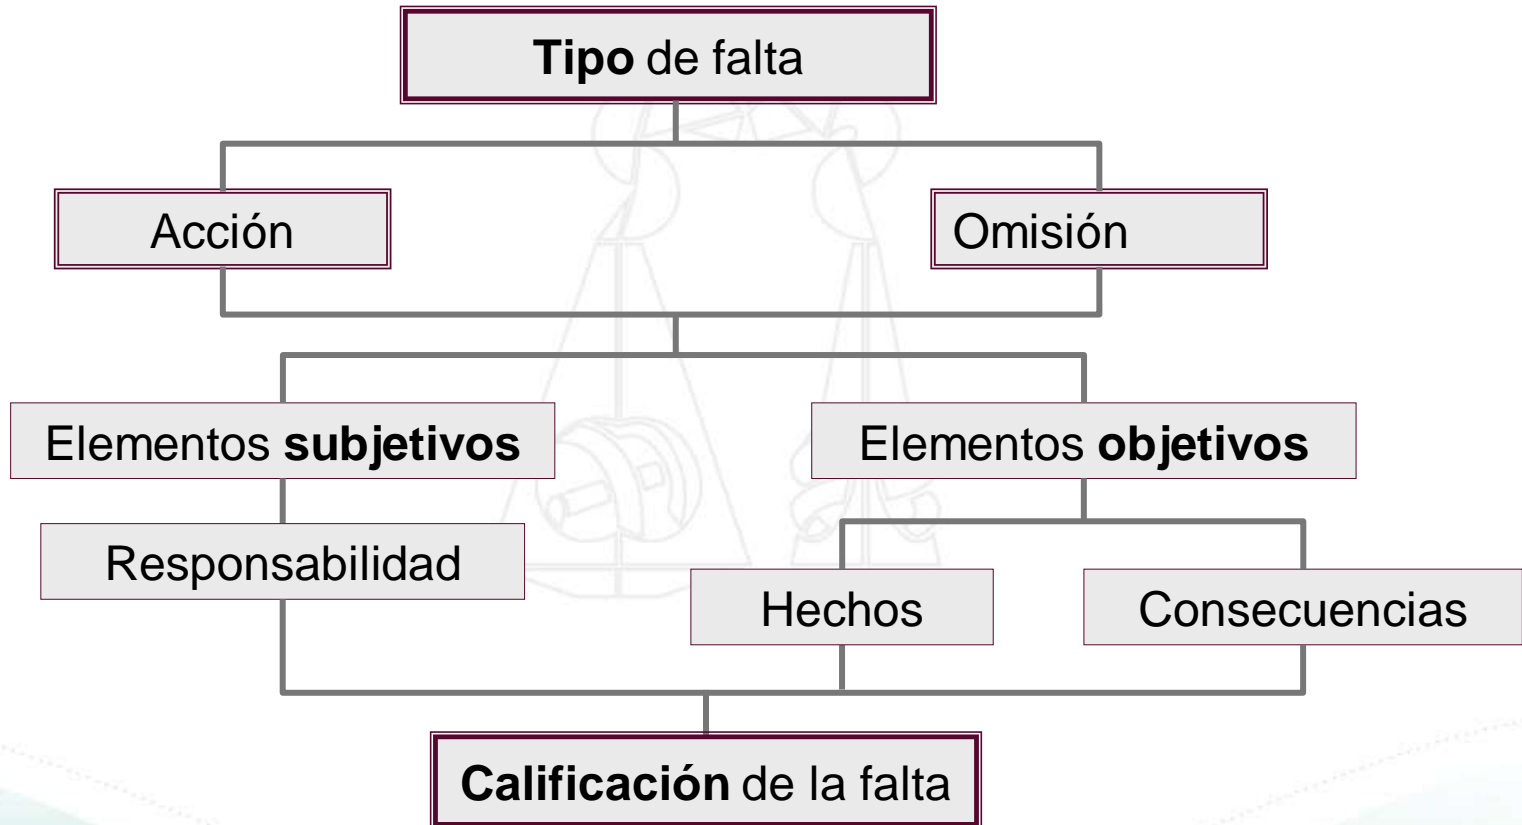 Tipo de falta
Acción
Omisión
Elementos subjetivos
Elementos objetivos
Responsabilidad
Hechos
Consecuencias
Calificación de la falta